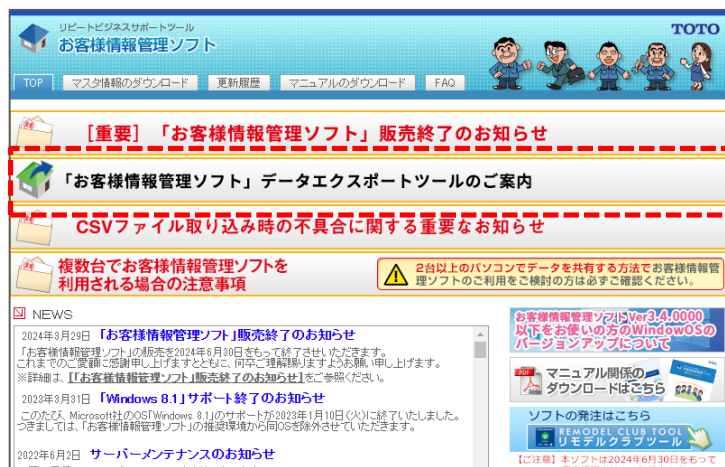 リピートビジネスサポートツール
お客様情報管理ソフト
TOTO
TOP マスタ情報のダウンロード 更新履歴 マニュアルのダウンロード FAQ
［重要］「お客様情報管理ソフト」販売終了のお知らせ
「お客様情報管理ソフト」データエクスポートツールのご案内
CSVファイル取り込み時の不具合に関する重要なお知らせ
複数台でお客様情報管理ソフトを
利用される場合の注意事項
2台以上のパソコンでデータを共有する方法でお客様情報管
理ソフトのご利用をご検討の方は必ずご確認ください。
NEWS
2024年3月29日 「お客様情報管理ソフト」販売終了のお知らせ
「お客様情報管理ソフト」の販売を2024年6月30日をもって終了させいただきます。
これまでのご愛顧に感謝申し上げますとともに、何卒ご理解賜りますようお願い申し上げます。
※詳細は、【「お客様情報管理ソフト」販売終了のお知らせ】をご参照ください。
2023年3月31日 「Windows 8.1」サポート終了のお知らせ
このたび、Microsoft社のOS「Windows 8.1」のサポートが2023年1月10日(火)に終了いたしました。
つきましては、「お客様情報管理ソフト」の推奨環境から同OSを除外させていただきます。
2022年6月2日 サーバーメンテナンスのお知らせ
お客様情報管理ソフトVer3.4.0000
以下をお使いの方のWindowOSの
バージョンアップについて
マニュアル関係の
ダウンロードはこちら
ソフトの発注はこちら
REMODEL CLUB TOOL
リモデルクラブツール
【ご注意】本ソフトは2024年6月30日をもって